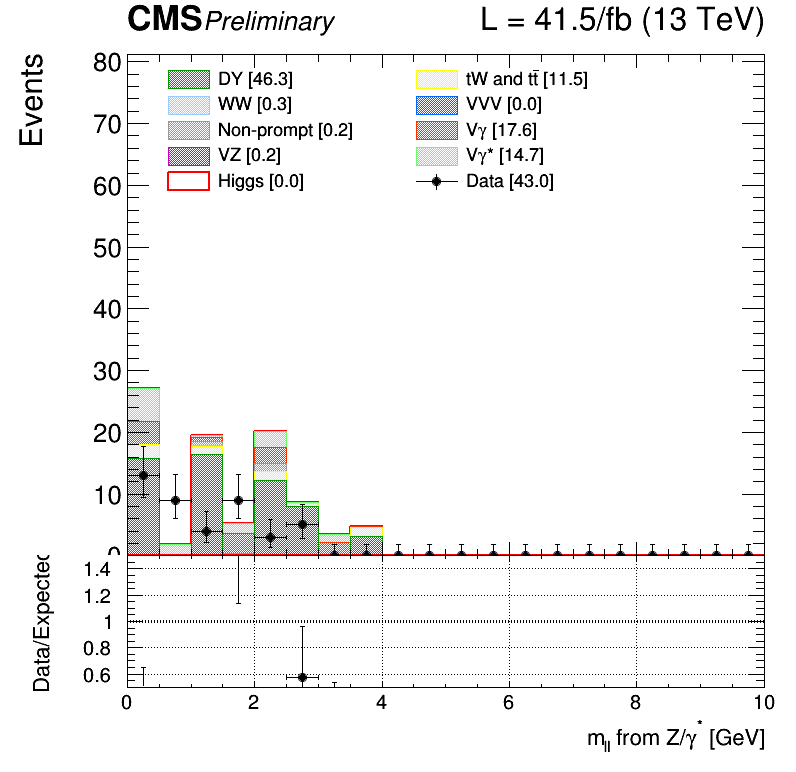 CMS Preliminary L = 41.5/fb (13 TeV)
Events
80
70
60
50
40
30
20
10
0
DY [46.3]
WW [0.3]
Non-prompt [0.2]
VZ [0.2]
Higgs [0.0]
tW and tt̄ [11.5]
VVV [0.0]
Vγ [17.6]
Vγ* [14.7]
Data [43.0]
Data/Expected
1.4
1.2
1
0.8
0.6
0 2 4 6 8 10
m_ll from Z/γ* [GeV]